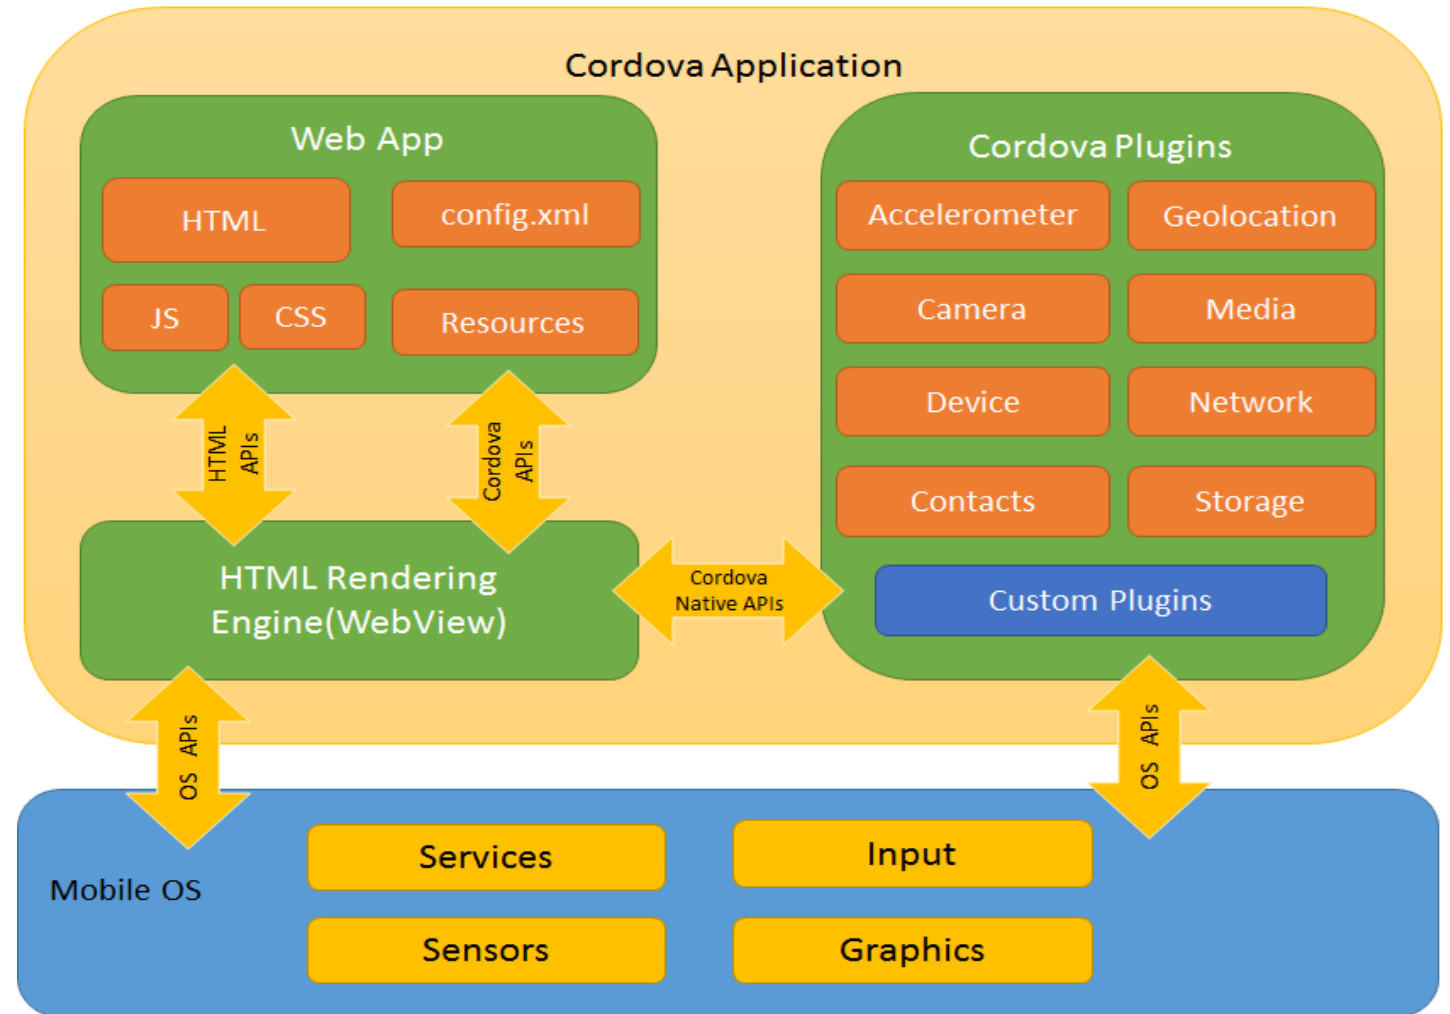 Cordova Application
Web App
HTML
config.xml
JS
CSS
Resources
HTML
APIs
Cordova
APIs
HTML Rendering
Engine(WebView)
Cordova
Native APIs
Cordova Plugins
Accelerometer
Geolocation
Camera
Media
Device
Network
Contacts
Storage
Custom Plugins
OS APIs
OS APIs
Mobile OS
Services
Input
Sensors
Graphics